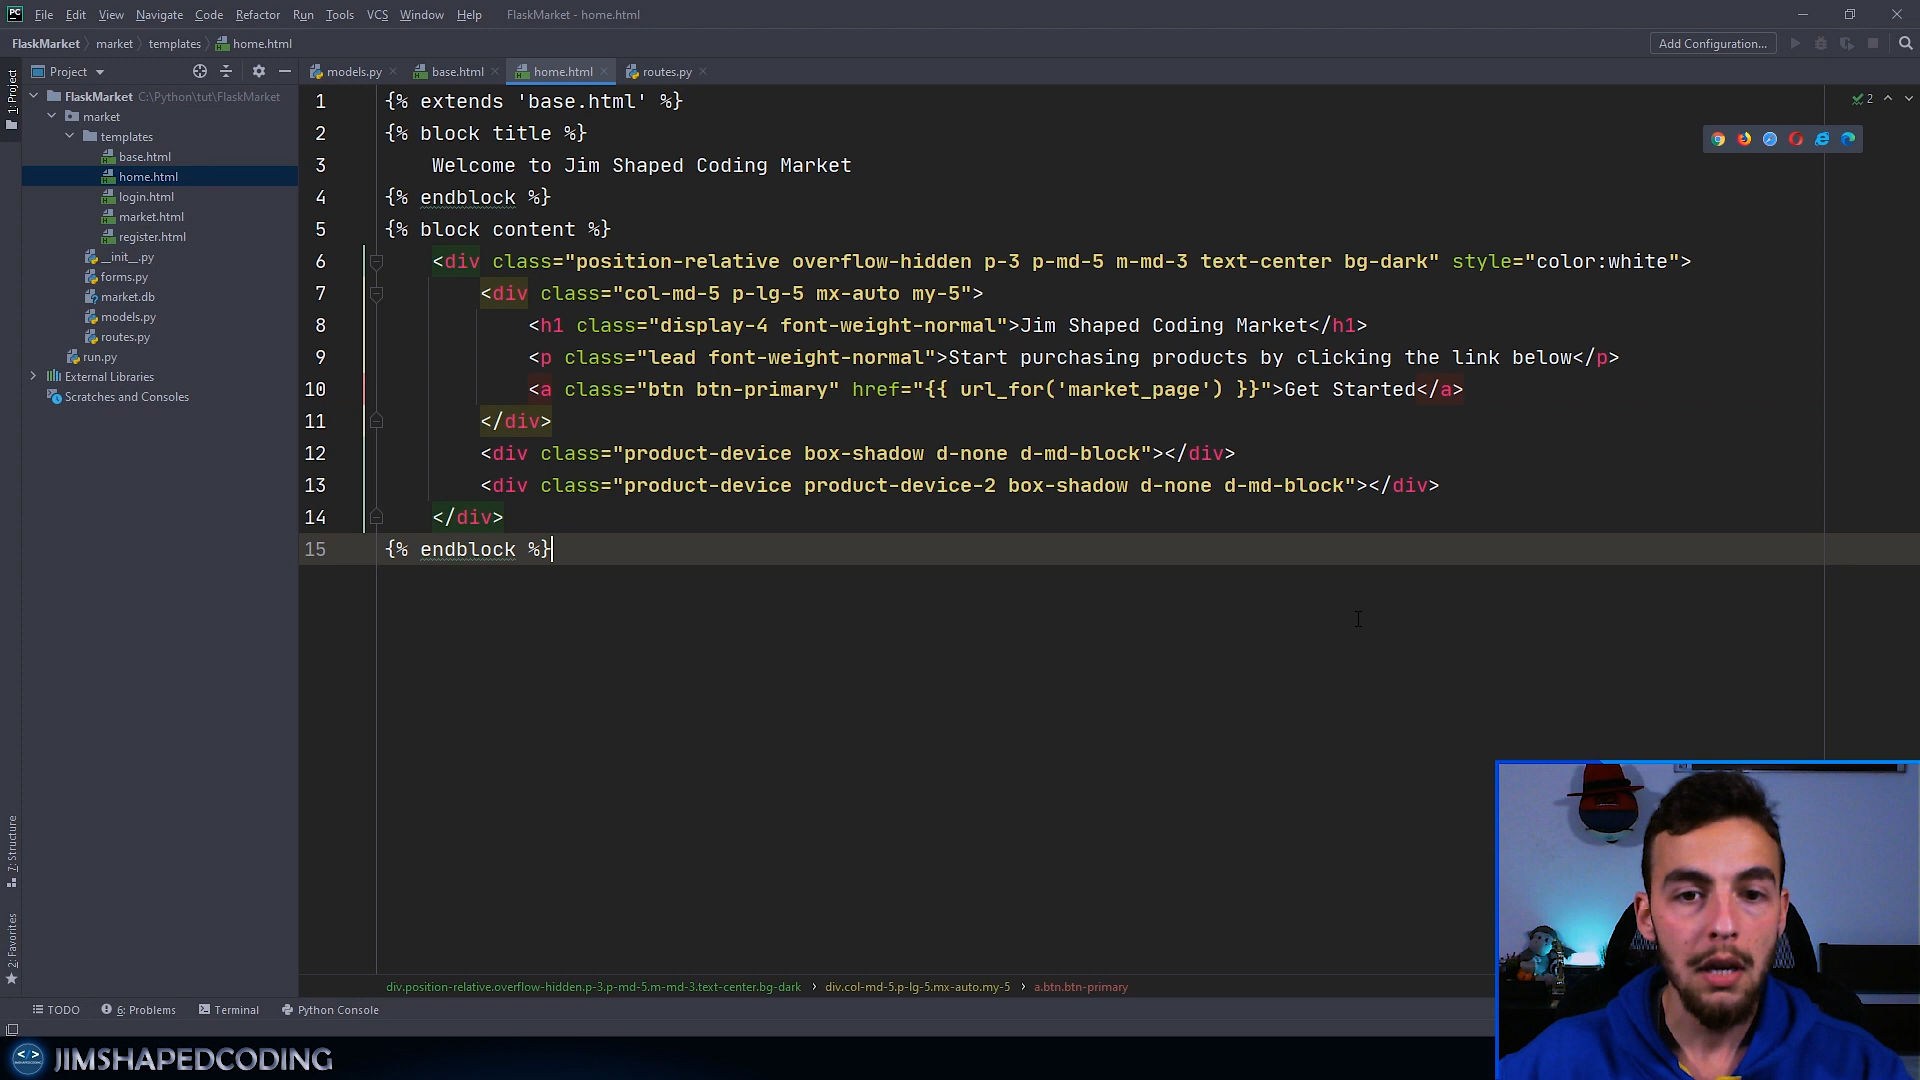 PC File Edit View Navigate Code Refactor Run Tools VCS Window Help FlaskMarket - home.html
FlaskMarket market templates home.html Add Configuration...
Project models.py base.html home.html routes.py
1: Project
FlaskMarket C:\Python\tut\FlaskMarket
market
templates
base.html
home.html
login.html
market.html
register.html
__init__.py
forms.py
market.db
models.py
routes.py
run.py
External Libraries
Scratches and Consoles
7: Structure
2: Favorites
2
1 {% extends 'base.html' %}
2 {% block title %}
3 Welcome to Jim Shaped Coding Market
4 {% endblock %}
5 {% block content %}
6 <div class="position-relative overflow-hidden p-3 p-md-5 m-md-3 text-center bg-dark" style="color:white">
7 <div class="col-md-5 p-lg-5 mx-auto my-5">
8 <h1 class="display-4 font-weight-normal">Jim Shaped Coding Market</h1>
9 <p class="lead font-weight-normal">Start purchasing products by clicking the link below</p>
10 <a class="btn btn-primary" href="{{ url_for('market_page') }}">Get Started</a>
11 </div>
12 <div class="product-device box-shadow d-none d-md-block"></div>
13 <div class="product-device product-device-2 box-shadow d-none d-md-block"></div>
14 </div>
15 {% endblock %}
div.position-relative.overflow-hidden.p-3.p-md-5.m-md-3.text-center.bg-dark › div.col-md-5.p-lg-5.mx-auto.my-5 › a.btn.btn-primary
TODO 6: Problems Terminal Python Console
</> JIMSHAPEDCODING